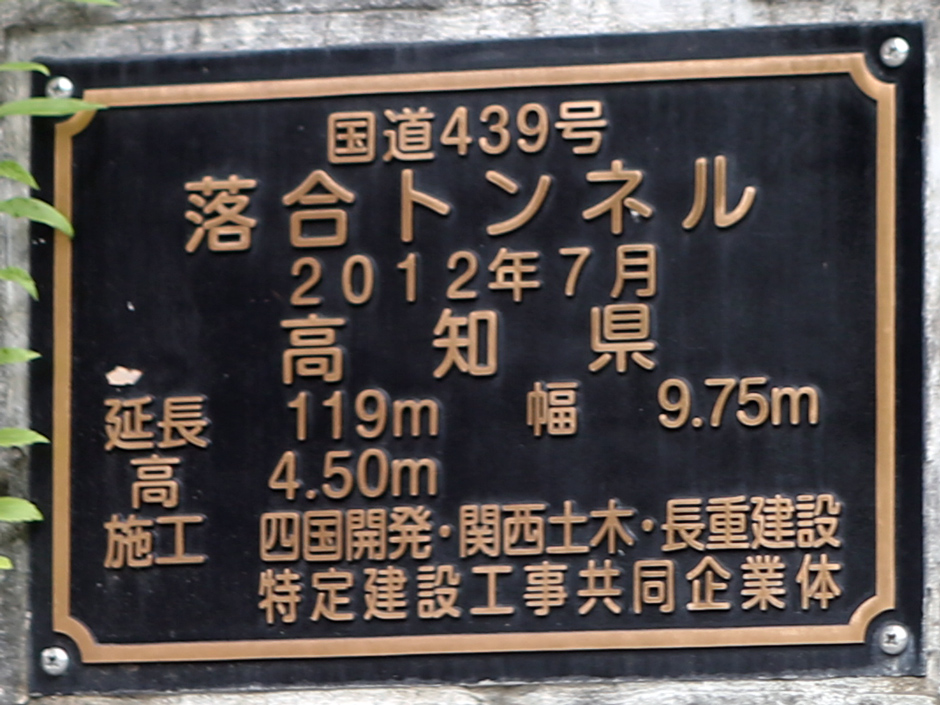 国道439号
落合トンネル
2012年7月
高知県
延長 119m 幅 9.75m
高 4.50m
施工 四国開発・関西土木・長重建設
特定建設工事共同企業体